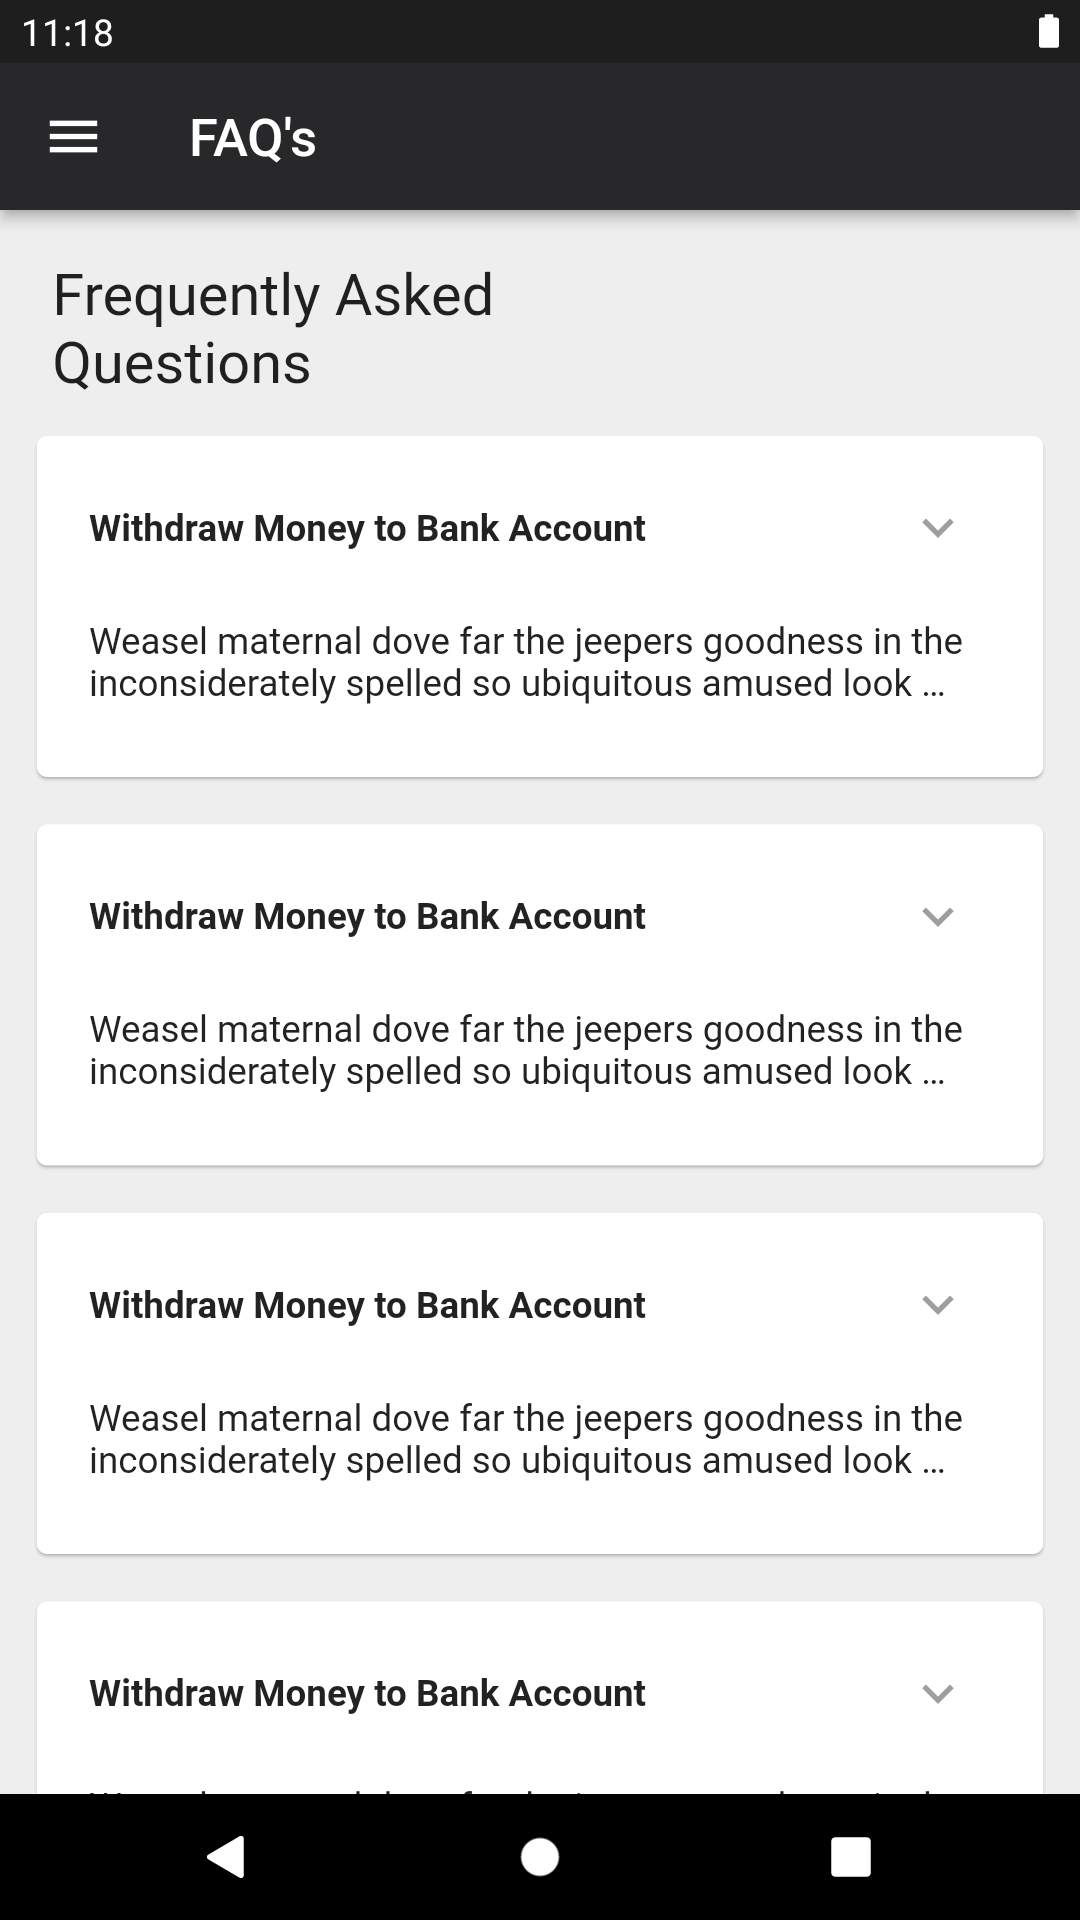 11:18
FAQ's
Frequently Asked
Questions
Withdraw Money to Bank Account
Weasel maternal dove far the jeepers goodness in the
inconsiderately spelled so ubiquitous amused look ...
Withdraw Money to Bank Account
Weasel maternal dove far the jeepers goodness in the
inconsiderately spelled so ubiquitous amused look ...
Withdraw Money to Bank Account
Weasel maternal dove far the jeepers goodness in the
inconsiderately spelled so ubiquitous amused look ...
Withdraw Money to Bank Account